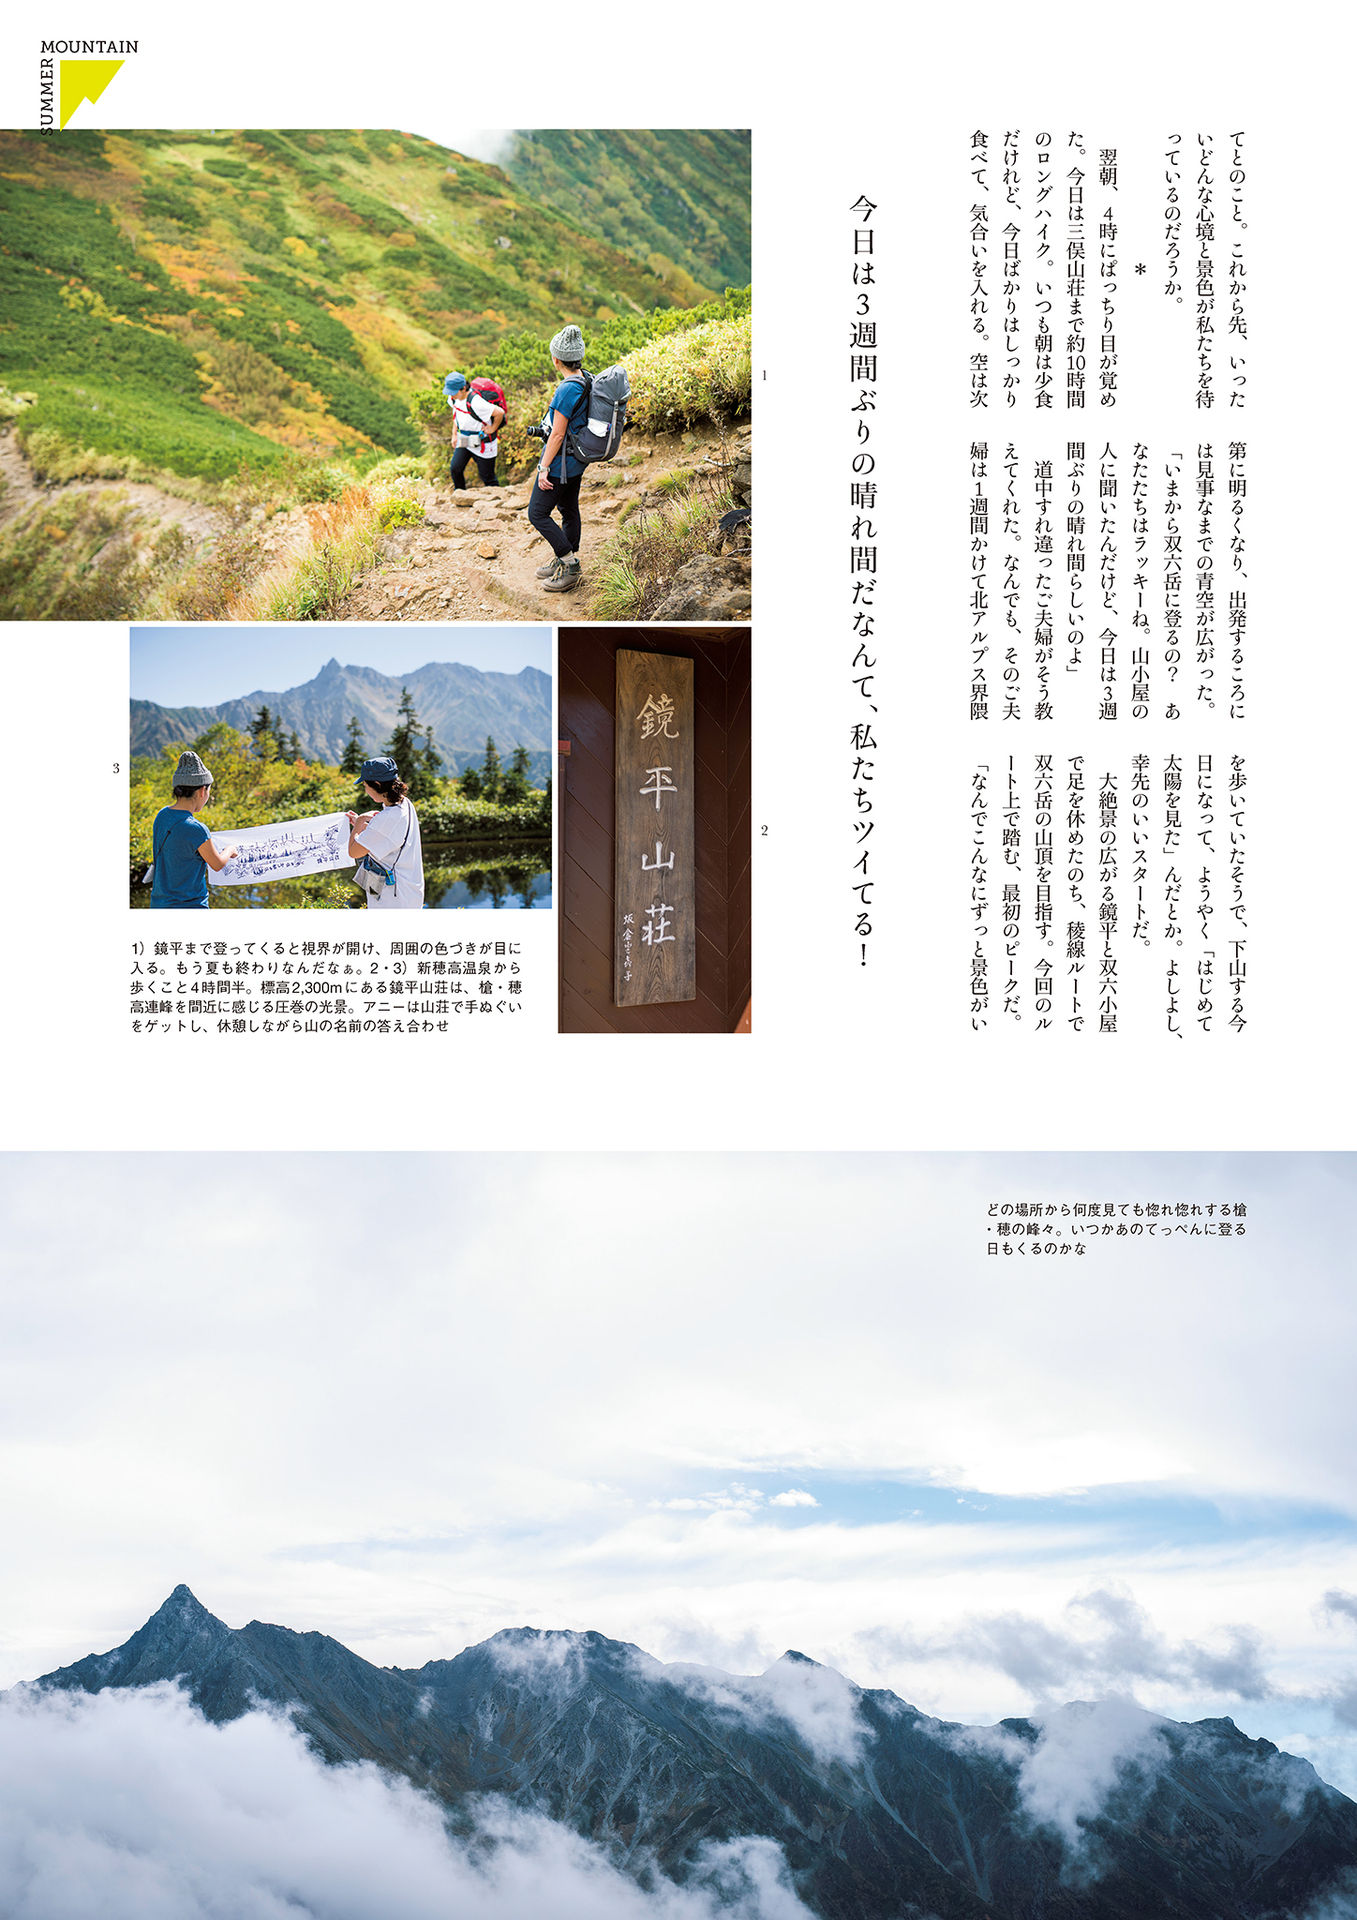 MOUNTAIN
SUMMER
てとのこと。これから先、いった
いどんな心境と景色が私たちを待
っているのだろうか。
＊
翌朝、4時にぱっちり目が覚め
た。今日は三俣山荘まで約10時間
のロングハイク。いつも朝は少食
だけれど、今日ばかりはしっかり
食べて、気合いを入れる。空は次
第に明るくなり、出発するころに
は見事なまでの青空が広がった。
「いまから双六岳に登るの？　あ
なたたちはラッキーね。山小屋の
人に聞いたんだけど、今日は3週
間ぶりの晴れ間らしいのよ」
道中すれ違ったご夫婦がそう教
えてくれた。なんでも、そのご夫
婦は1週間かけて北アルプス界隈
を歩いていたそうで、下山する今
日になって、ようやく「はじめて
太陽を見た」んだとか。よしよし、
幸先のいいスタートだ。
大絶景の広がる鏡平と双六小屋
で足を休めたのち、稜線ルートで
双六岳の山頂を目指す。今回のル
ート上で踏む、最初のピークだ。
「なんでこんなにずっと景色がい
今日は3週間ぶりの晴れ間だなんて、私たちツイてる！
1
2
3
鏡平山荘
1）鏡平まで登ってくると視界が開け、周囲の色づきが目に
入る。もう夏も終わりなんだなぁ。2・3）新穂高温泉から
歩くこと4時間半。標高2,300mにある鏡平山荘は、槍・穂
高連峰を間近に感じる圧巻の光景。アニーは山荘で手ぬぐい
をゲットし、休憩しながら山の名前の答え合わせ
どの場所から何度見ても惚れ惚れする槍
・穂の峰々。いつかあのてっぺんに登る
日もくるのかな